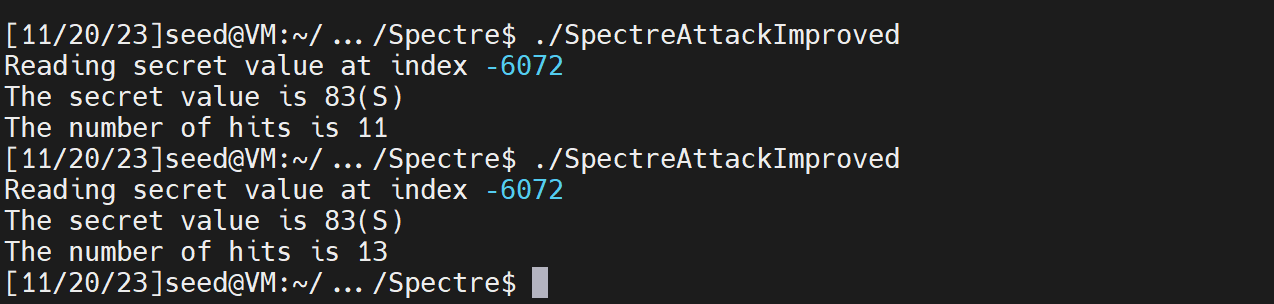 [11/20/23]seed@VM:~/.../Spectre$ ./SpectreAttackImproved
Reading secret value at index -6072
The secret value is 83(S)
The number of hits is 11
[11/20/23]seed@VM:~/.../Spectre$ ./SpectreAttackImproved
Reading secret value at index -6072
The secret value is 83(S)
The number of hits is 13
[11/20/23]seed@VM:~/.../Spectre$